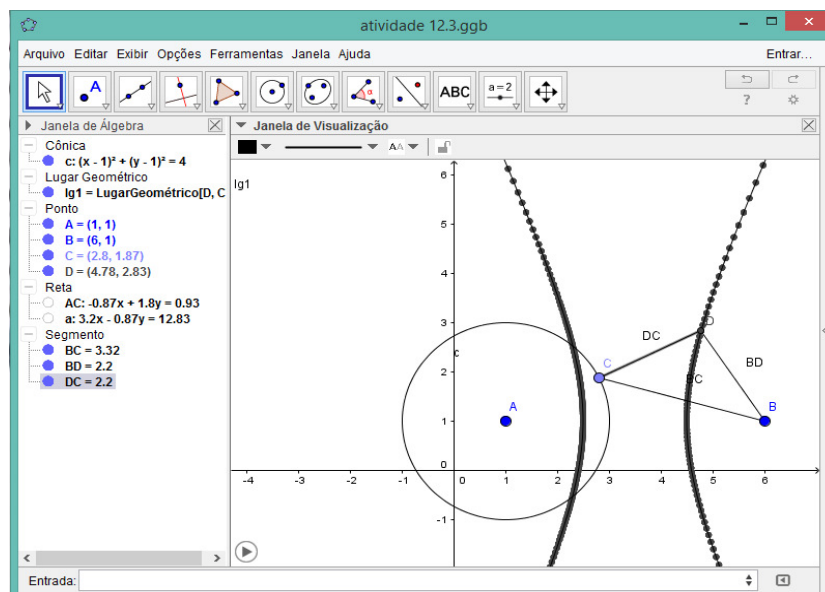 atividade 12.3.ggb
Arquivo Editar Exibir Opções Ferramentas Janela Ajuda
Entrar...
A
α
ABC
a=2
?
Janela de Álgebra
Cônica
c: (x - 1)² + (y - 1)² = 4
Lugar Geométrico
lg1 = LugarGeométrico[D, C
Ponto
A = (1, 1)
B = (6, 1)
C = (2.8, 1.87)
D = (4.78, 2.83)
Reta
AC: -0.87x + 1.8y = 0.93
a: 3.2x - 0.87y = 12.83
Segmento
BC = 3.32
BD = 2.2
DC = 2.2
Janela de Visualização
AA
lg1
6
5
4
3
2
1
0
-1
-4 -3 -2 -1 0 1 2 3 4 5 6
c
A
B
C
D
DC
BD
BC
Entrada: